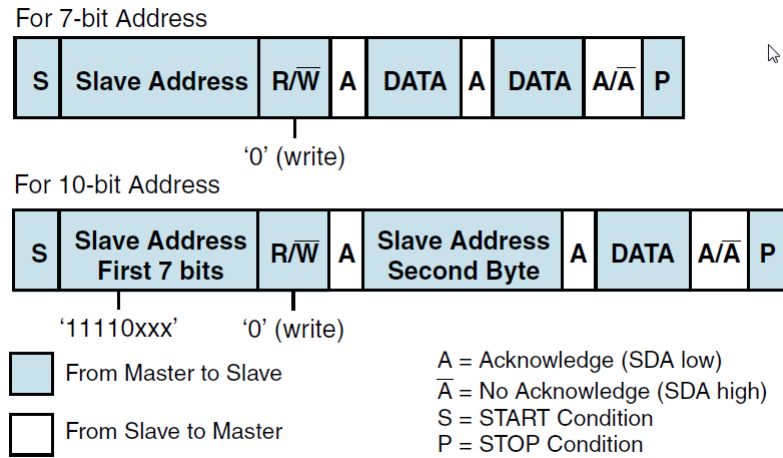 For 7-bit Address
S Slave Address R/W̅ A DATA A DATA A/A̅ P
‘0’ (write)
For 10-bit Address
S Slave Address First 7 bits R/W̅ A Slave Address Second Byte A DATA A/A̅ P
‘11110xxx’ ‘0’ (write)
From Master to Slave
From Slave to Master
A = Acknowledge (SDA low)
A̅ = No Acknowledge (SDA high)
S = START Condition
P = STOP Condition